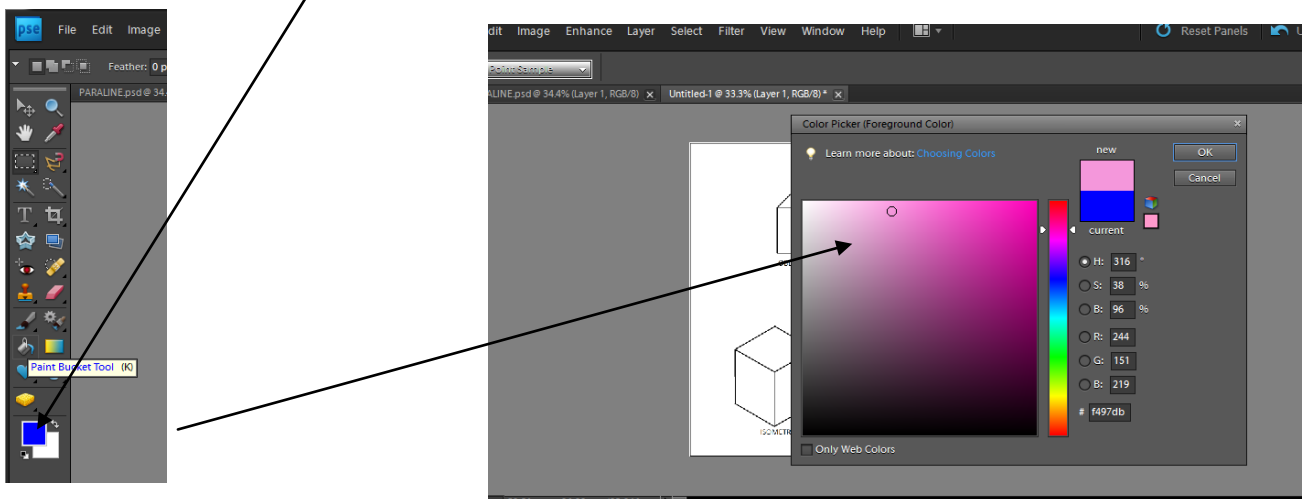 pse File Edit Image
Feather: 0 p
PARALINE.psd @ 34.
Paint Bucket Tool (K)
dit Image Enhance Layer Select Filter View Window Help Reset Panels U
Point Sample
ALINE.psd @ 34.4% (Layer 1, RGB/8) x Untitled-1 @ 33.3% (Layer 1, RGB/8) * x
Color Picker (Foreground Color)
Learn more about: Choosing Colors
new
OK
Cancel
current
H: 316 °
S: 38 %
B: 96 %
R: 244
G: 151
B: 219
# f497db
Only Web Colors
ISOMETR